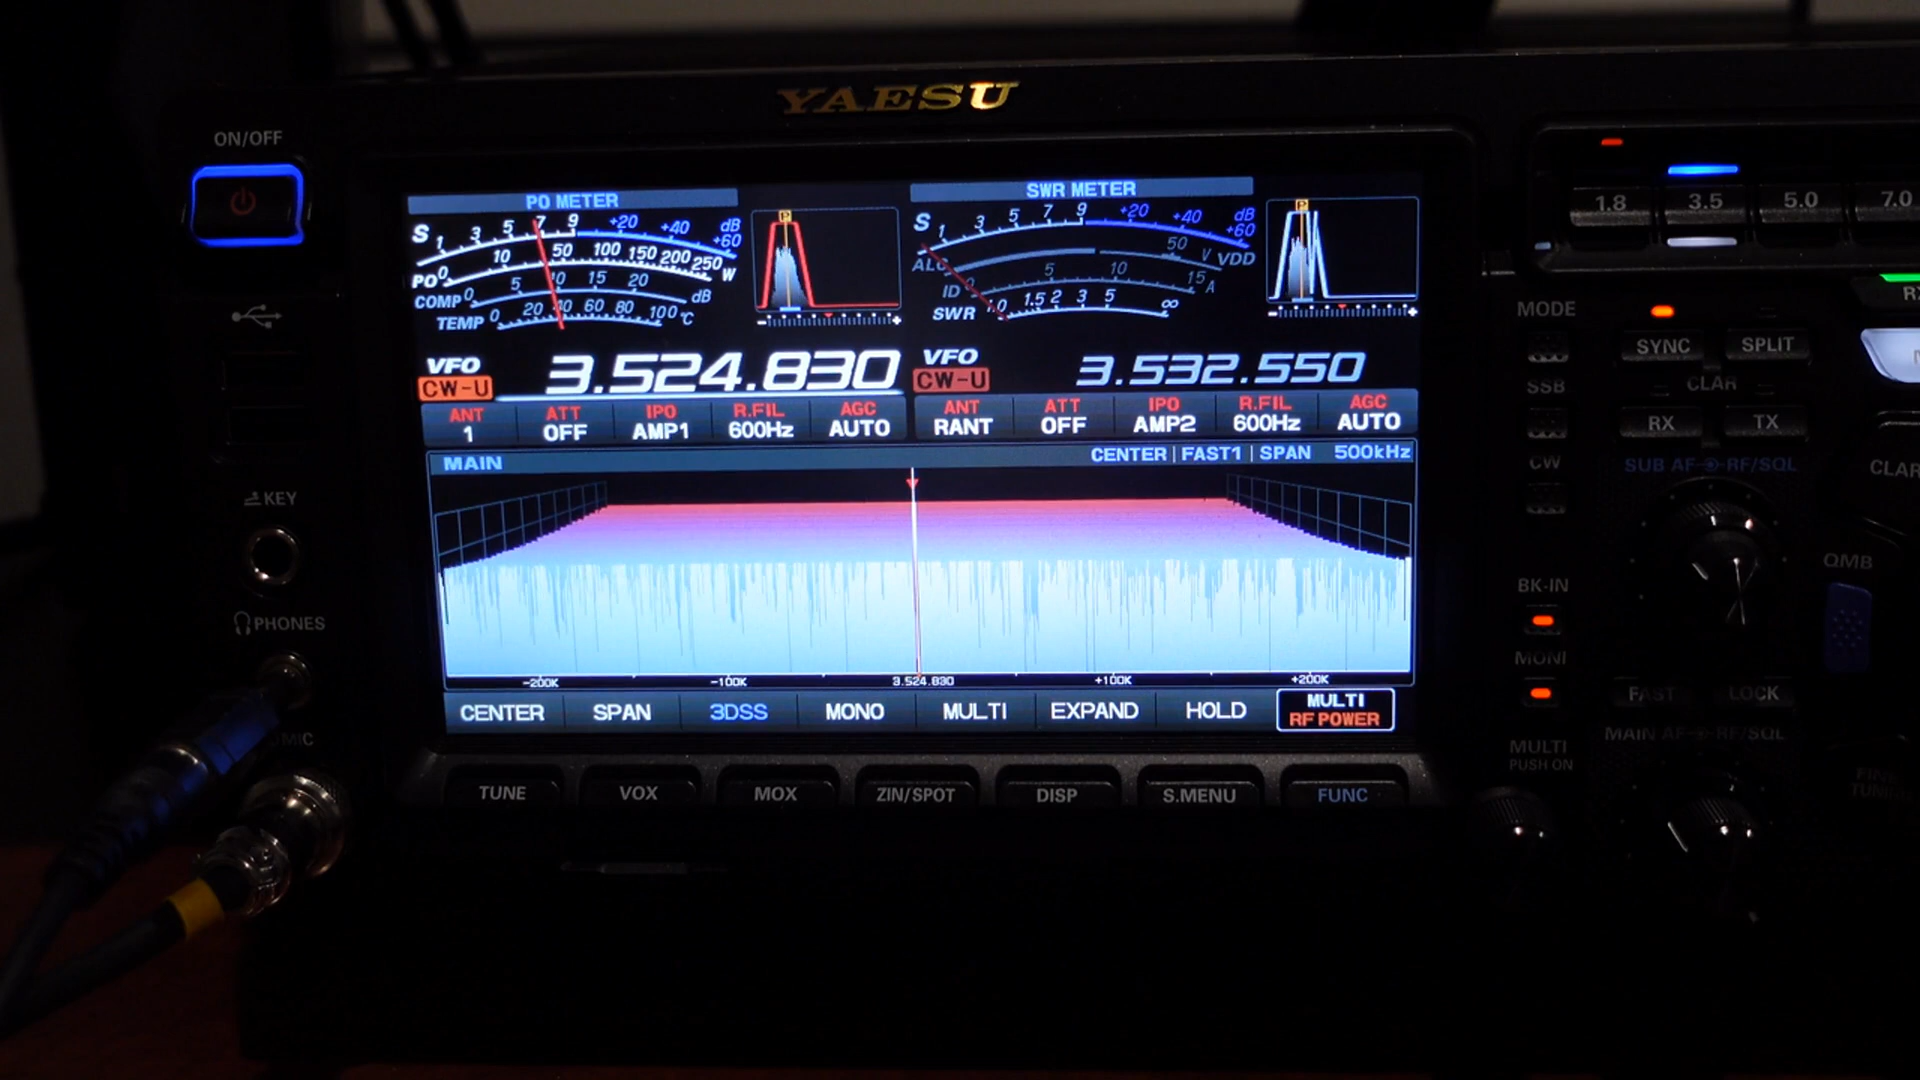 YAESU
ON/OFF
PO METER
SWR METER
S 1 3 5 7 9 +20 +40 +60 dB
PO 0 10 50 100 150 200 250 W
COMP 0 5 10 15 20 dB
TEMP 0 20 40 60 80 100 °C
S 1 3 5 7 9 +20 +40 +60 dB
ALC 50 V VDD
ID 0 5 10 15 A
SWR 1.0 1.5 2 3 5 ∞
1.8 3.5 5.0 7.0
VFO 3.524.830
CW-U
VFO 3.532.550
CW-U
ANT ATT IPO R.FIL AGC
1 OFF AMP1 600Hz AUTO
ANT ATT IPO R.FIL AGC
RANT OFF AMP2 600Hz AUTO
MAIN CENTER | FAST1 | SPAN 500kHz
-200K -100K 3.524.830 +100K +200K
CENTER SPAN 3DSS MONO MULTI EXPAND HOLD MULTI
RF POWER
TUNE VOX MOX ZIN/SPOT DISP S.MENU FUNC
KEY
PHONES
MIC
MODE
SSB
CW
BK-IN
MONI
MULTI
PUSH ON
SYNC SPLIT
CLAR
RX TX
SUB AF RF/SQL
CLAR
QMB
FAST LOCK
MAIN AF RF/SQL